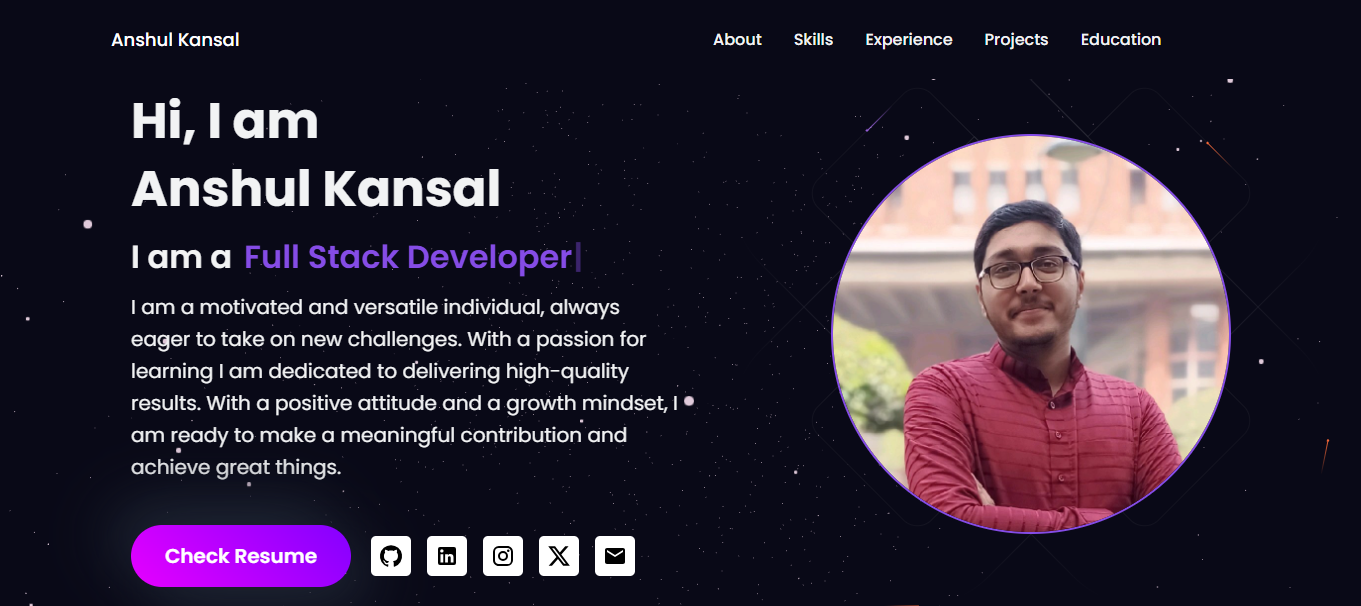 Anshul Kansal
About Skills Experience Projects Education
Hi, I am
Anshul Kansal
I am a Full Stack Developer
I am a motivated and versatile individual, always
eager to take on new challenges. With a passion for
learning I am dedicated to delivering high-quality
results. With a positive attitude and a growth mindset, I
am ready to make a meaningful contribution and
achieve great things.
Check Resume